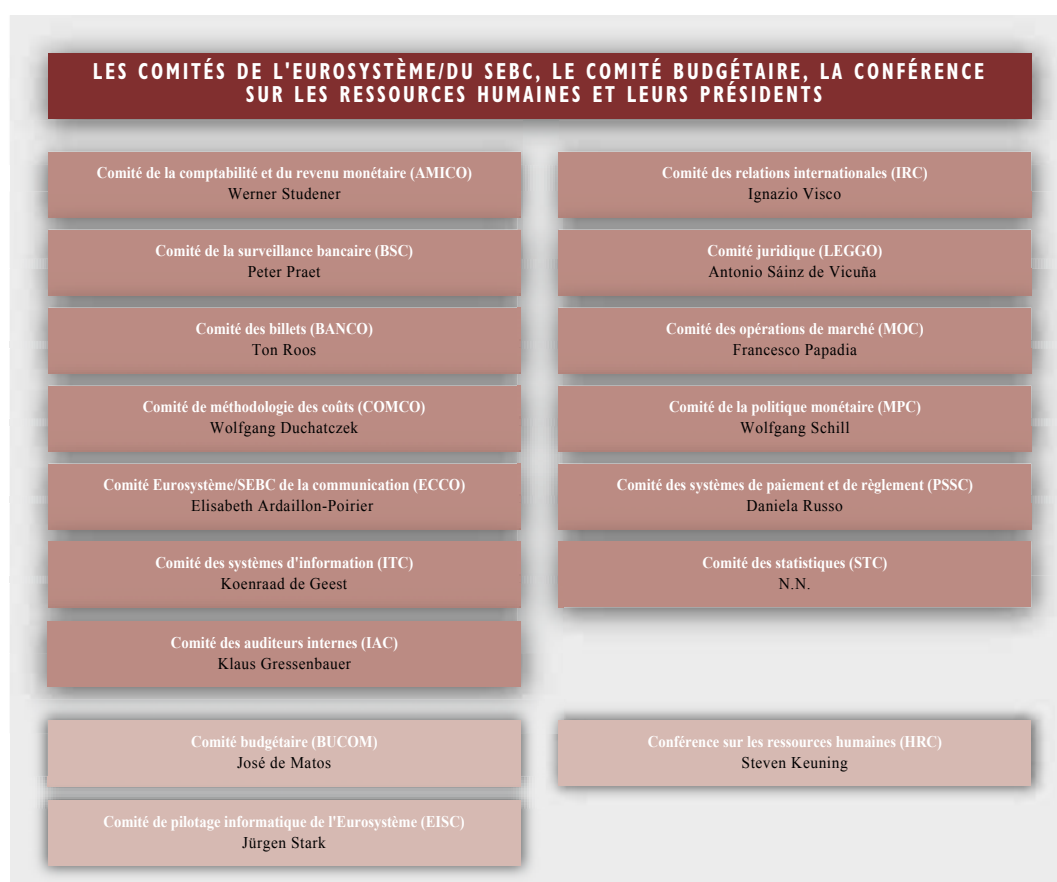 LES COMITÉS DE L'EUROSYSTÈME/DU SEBC, LE COMITÉ BUDGÉTAIRE, LA CONFÉRENCE
SUR LES RESSOURCES HUMAINES ET LEURS PRÉSIDENTS
Comité de la comptabilité et du revenu monétaire (AMICO)
Werner Studener
Comité de la surveillance bancaire (BSC)
Peter Praet
Comité des billets (BANCO)
Ton Roos
Comité de méthodologie des coûts (COMCO)
Wolfgang Duchatczek
Comité Eurosystème/SEBC de la communication (ECCO)
Elisabeth Ardaillon-Poirier
Comité des systèmes d'information (ITC)
Koenraad de Geest
Comité des auditeurs internes (IAC)
Klaus Gressenbauer
Comité des relations internationales (IRC)
Ignazio Visco
Comité juridique (LEGGO)
Antonio Sáinz de Vicuña
Comité des opérations de marché (MOC)
Francesco Papadia
Comité de la politique monétaire (MPC)
Wolfgang Schill
Comité des systèmes de paiement et de règlement (PSSC)
Daniela Russo
Comité des statistiques (STC)
N.N.
Comité budgétaire (BUCOM)
José de Matos
Comité de pilotage informatique de l'Eurosystème (EISC)
Jürgen Stark
Conférence sur les ressources humaines (HRC)
Steven Keuning